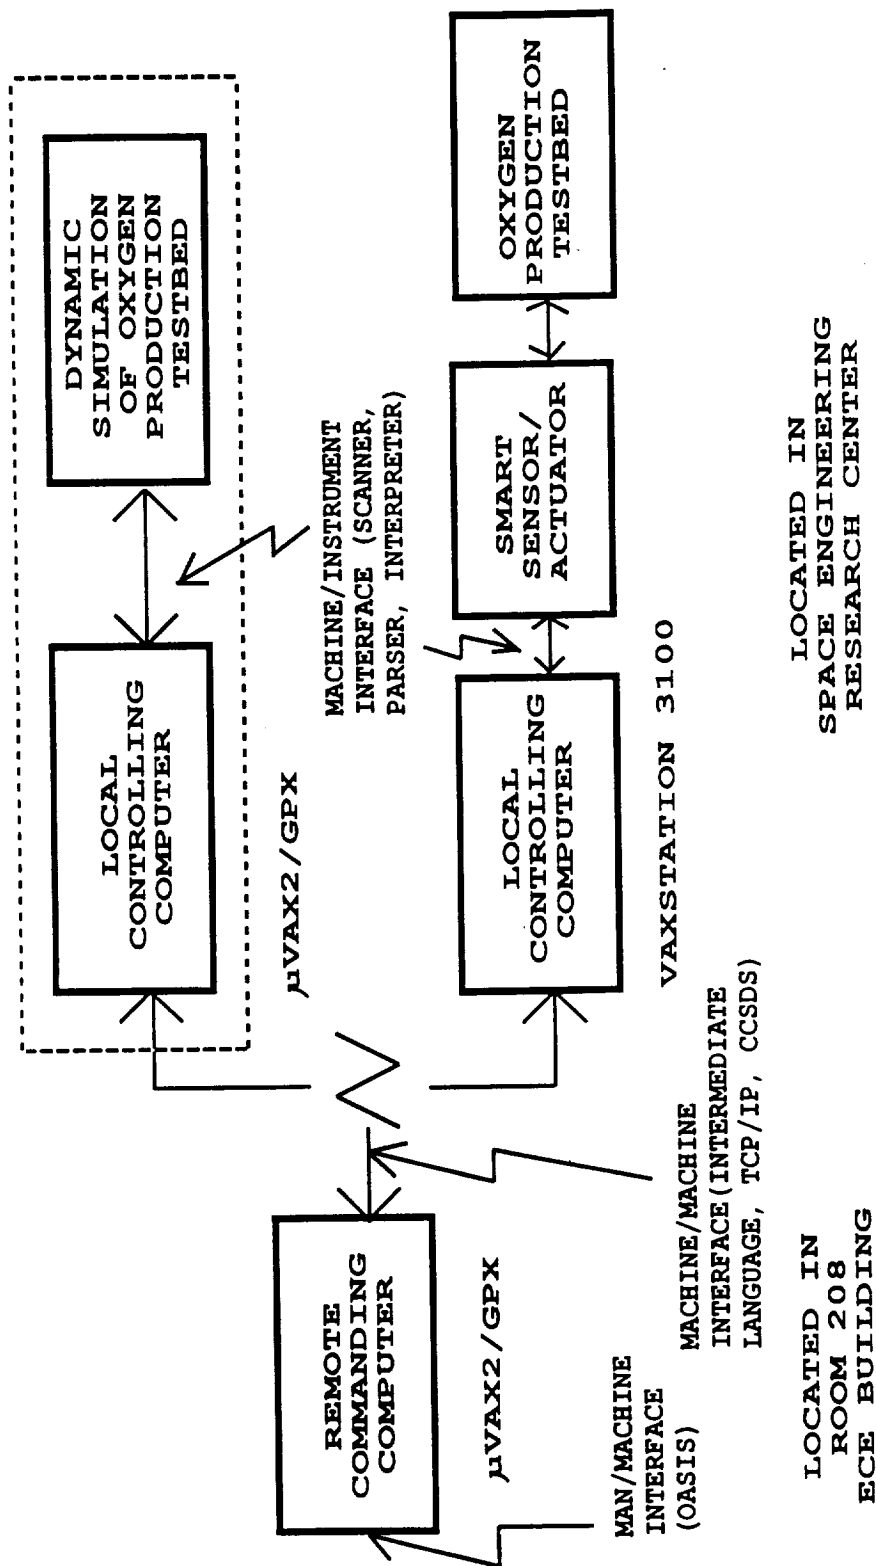 DYNAMIC
SIMULATION
OF OXYGEN
PRODUCTION
TESTBED
LOCAL
CONTROLLING
COMPUTER
µVAX2/GPX
MACHINE/INSTRUMENT
INTERFACE (SCANNER,
PARSER, INTERPRETER)
REMOTE
COMMANDING
COMPUTER
µVAX2/GPX
LOCAL
CONTROLLING
COMPUTER
VAXSTATION 3100
SMART
SENSOR/
ACTUATOR
OXYGEN
PRODUCTION
TESTBED
MAN/MACHINE
INTERFACE
(OASIS)
MACHINE/MACHINE
INTERFACE(INTERMEDIATE
LANGUAGE, TCP/IP, CCSDS)
LOCATED IN
ROOM 208
ECE BUILDING
LOCATED IN
SPACE ENGINEERING
RESEARCH CENTER